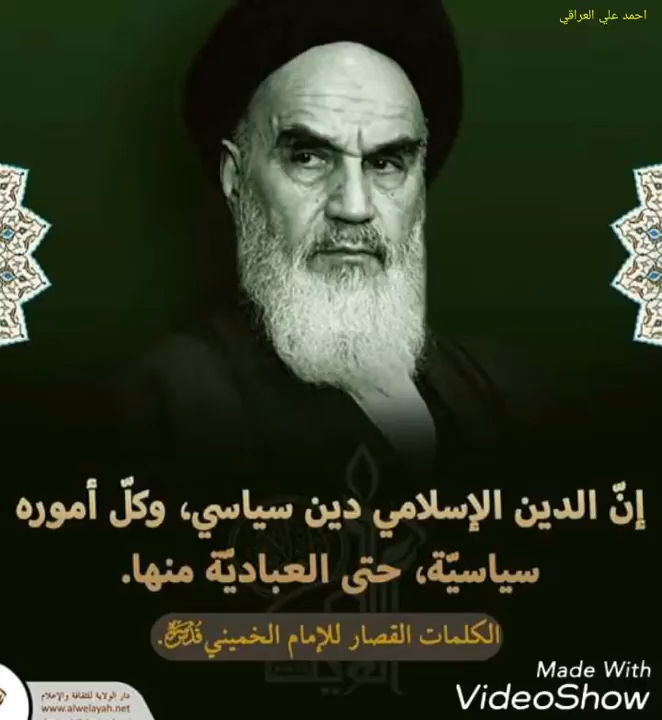 احمد علي العراقي
إنّ الدين الإسلامي دين سياسي، وكلّ أموره
سياسيّة، حتى العباديّة منها.
الكلمات القصار للإمام الخميني قدس سره.
دار الولاية للثقافة والإعلام
www.alwelayah.net
Made With
VideoShow